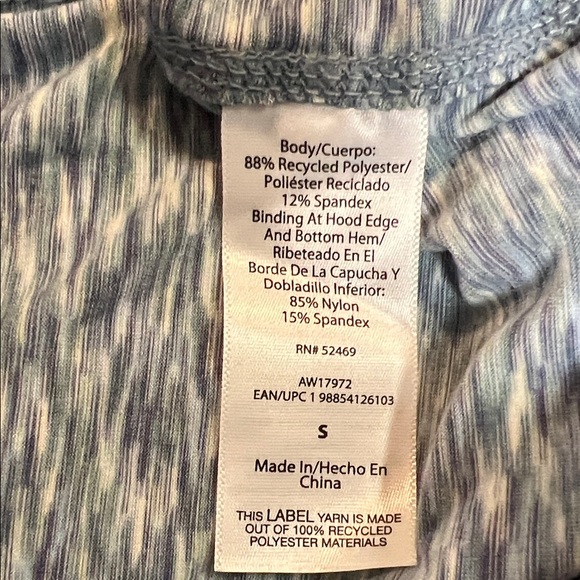 Body/Cuerpo:
88% Recycled Polyester/
Poliéster Reciclado
12% Spandex
Binding At Hood Edge
And Bottom Hem/
Ribeteado En El
Borde De La Capucha Y
Dobladillo Inferior:
85% Nylon
15% Spandex
RN# 52469
AW17972
EAN/UPC 1 98854126103
S
Made In/Hecho En
China
THIS LABEL YARN IS MADE
OUT OF 100% RECYCLED
POLYESTER MATERIALS